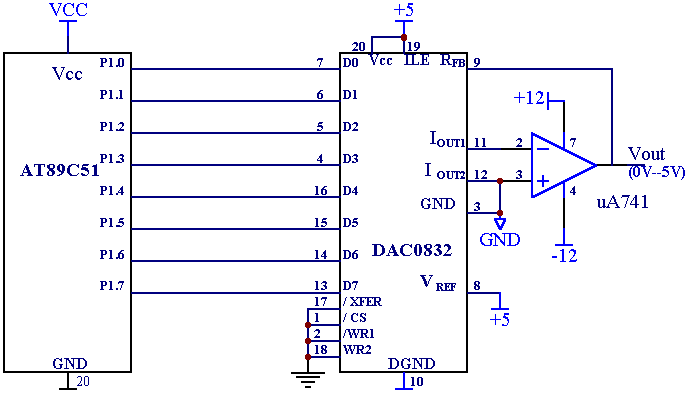 VCC
+5
20
19
P1.0
7
D0
Vcc
ILE
RFB
9
Vcc
P1.1
6
D1
+12
P1.2
5
D2
7
IOUT1
11
2
−
Vout
P1.3
4
D3
(0V--5V)
AT89C51
I OUT2
12
3
+
P1.4
16
D4
4
uA741
GND
3
P1.5
15
D5
GND
DAC0832
P1.6
14
D6
-12
P1.7
13
D7
VREF
8
17
/ XFER
+5
1
/ CS
2
/WR1
18
WR2
GND
20
DGND
10